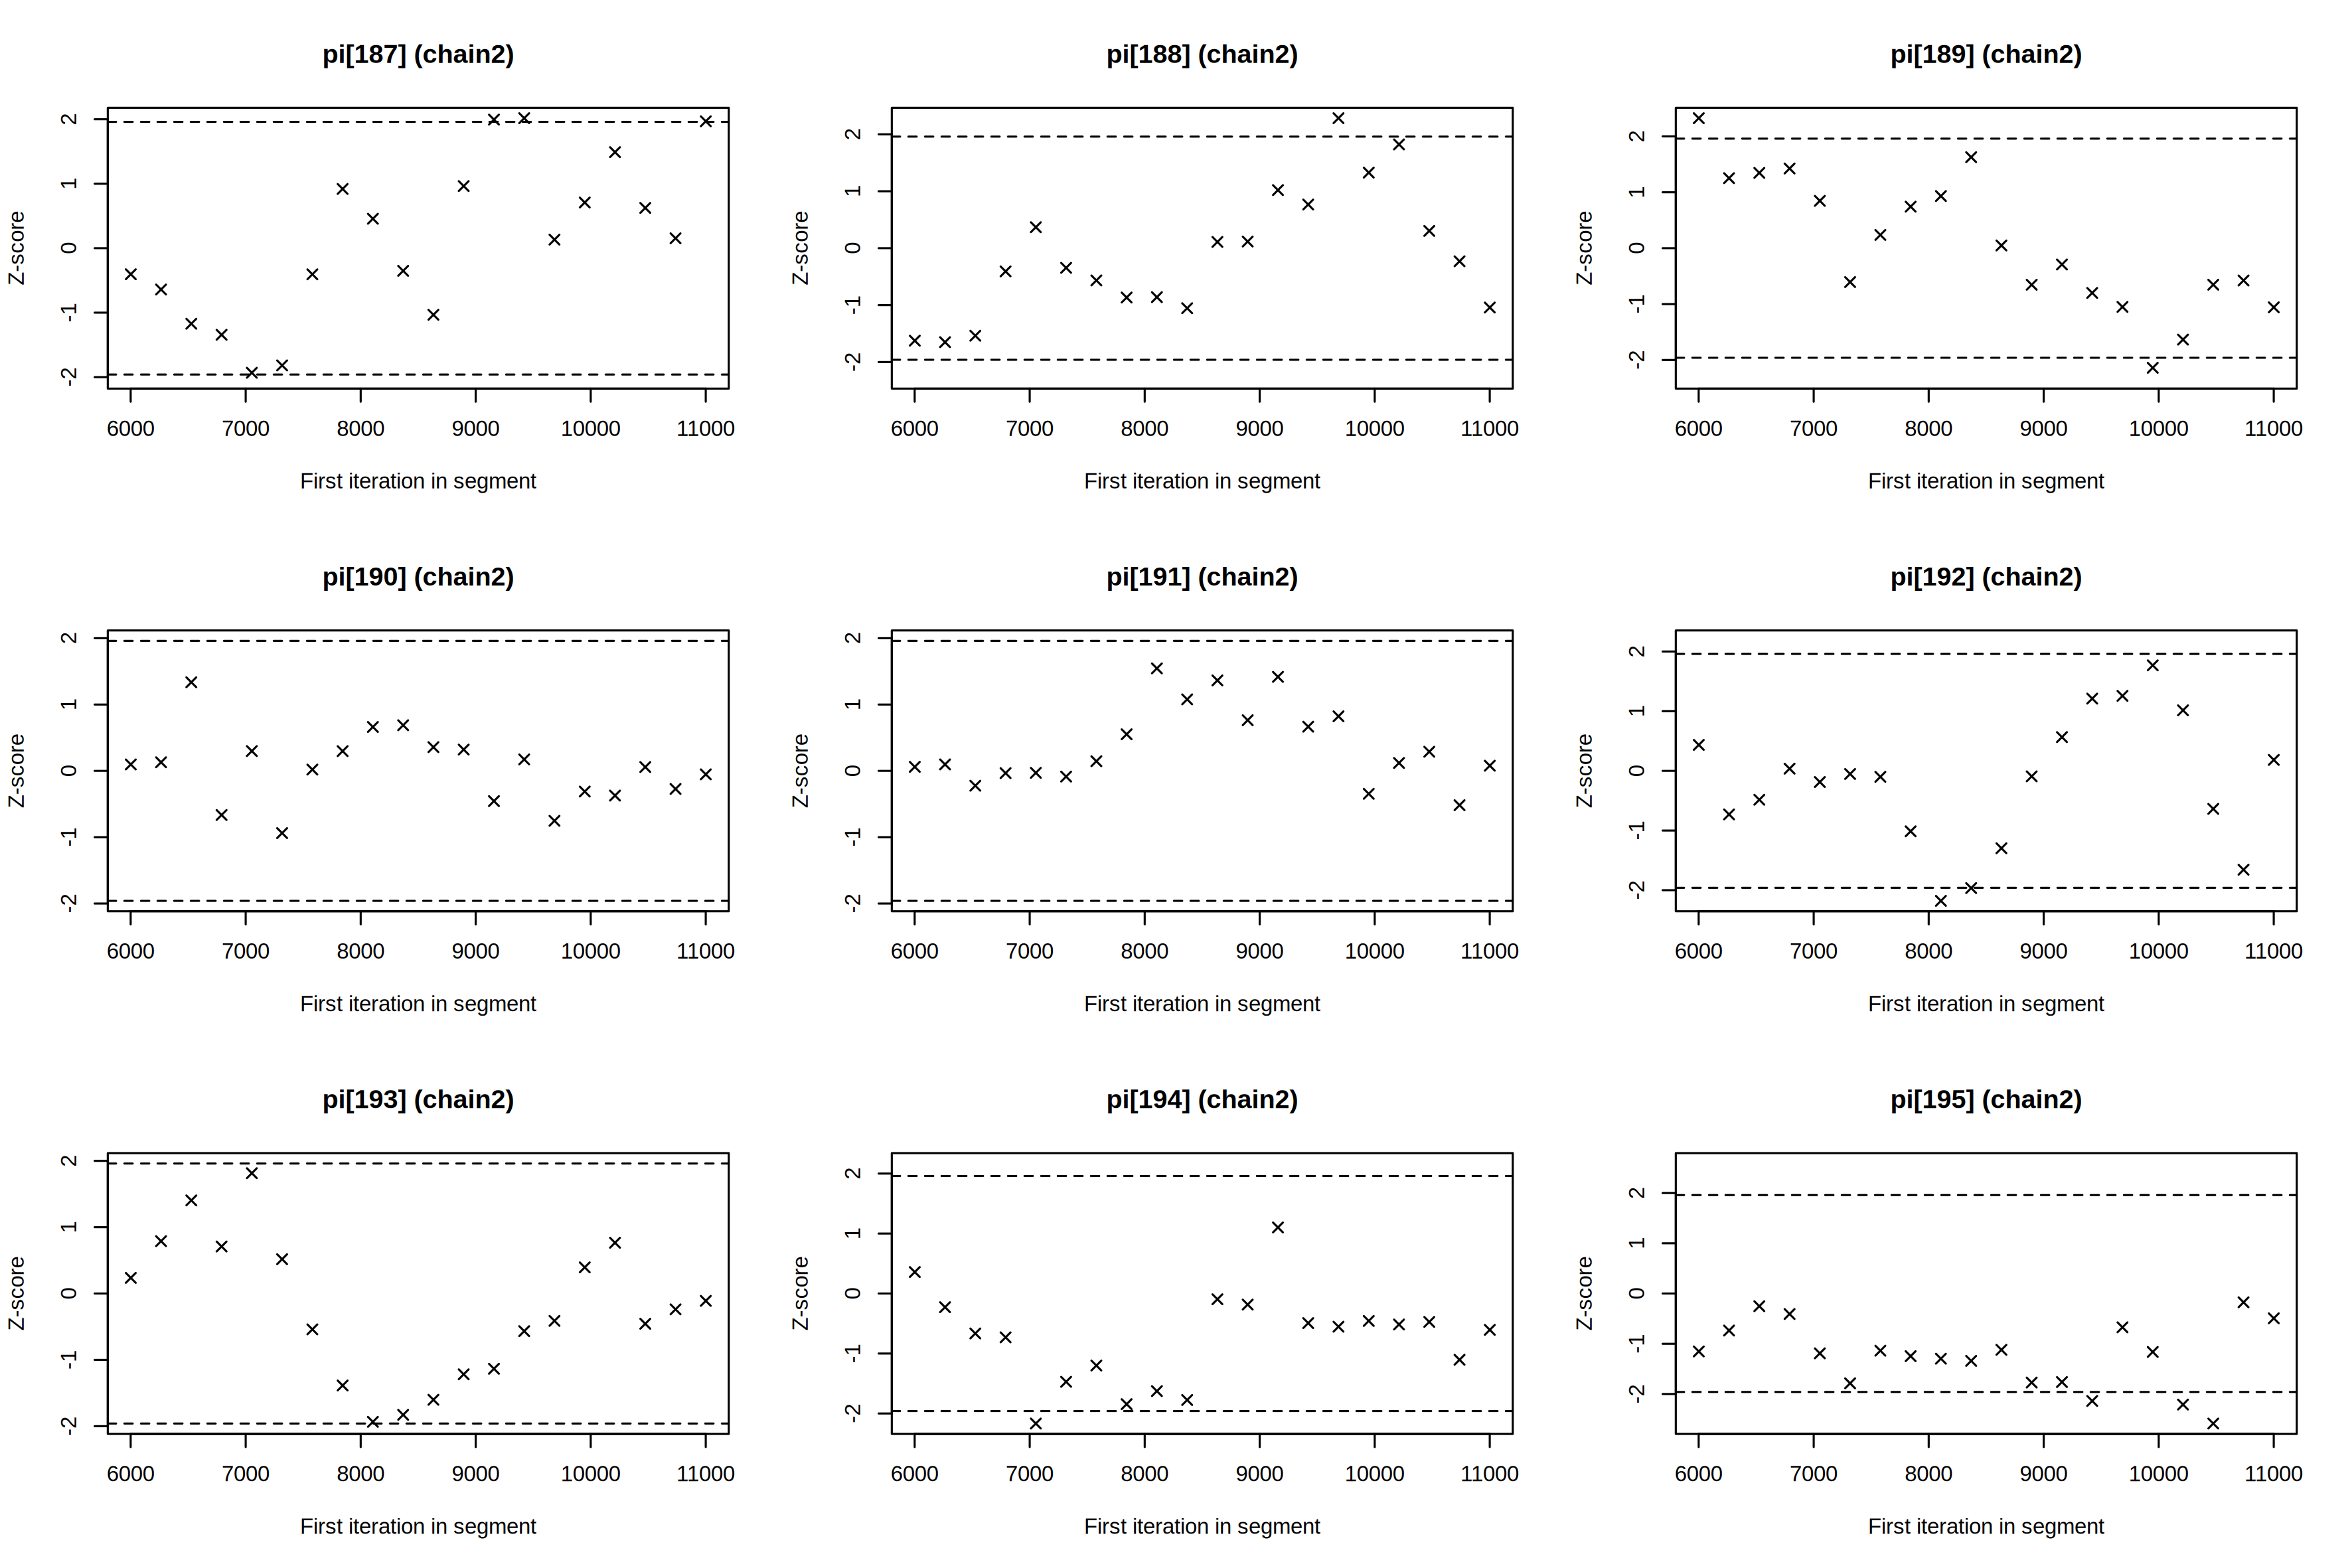 pi[187] (chain2)
pi[188] (chain2)
pi[189] (chain2)
Z-score
2
1
0
-1
-2
6000 7000 8000 9000 10000 11000
First iteration in segment
Z-score
2
1
0
-1
-2
6000 7000 8000 9000 10000 11000
First iteration in segment
Z-score
2
1
0
-1
-2
6000 7000 8000 9000 10000 11000
First iteration in segment
pi[190] (chain2)
pi[191] (chain2)
pi[192] (chain2)
Z-score
2
1
0
-1
-2
6000 7000 8000 9000 10000 11000
First iteration in segment
Z-score
2
1
0
-1
-2
6000 7000 8000 9000 10000 11000
First iteration in segment
Z-score
2
1
0
-1
-2
6000 7000 8000 9000 10000 11000
First iteration in segment
pi[193] (chain2)
pi[194] (chain2)
pi[195] (chain2)
Z-score
2
1
0
-1
-2
6000 7000 8000 9000 10000 11000
First iteration in segment
Z-score
2
1
0
-1
-2
6000 7000 8000 9000 10000 11000
First iteration in segment
Z-score
2
1
0
-1
-2
6000 7000 8000 9000 10000 11000
First iteration in segment